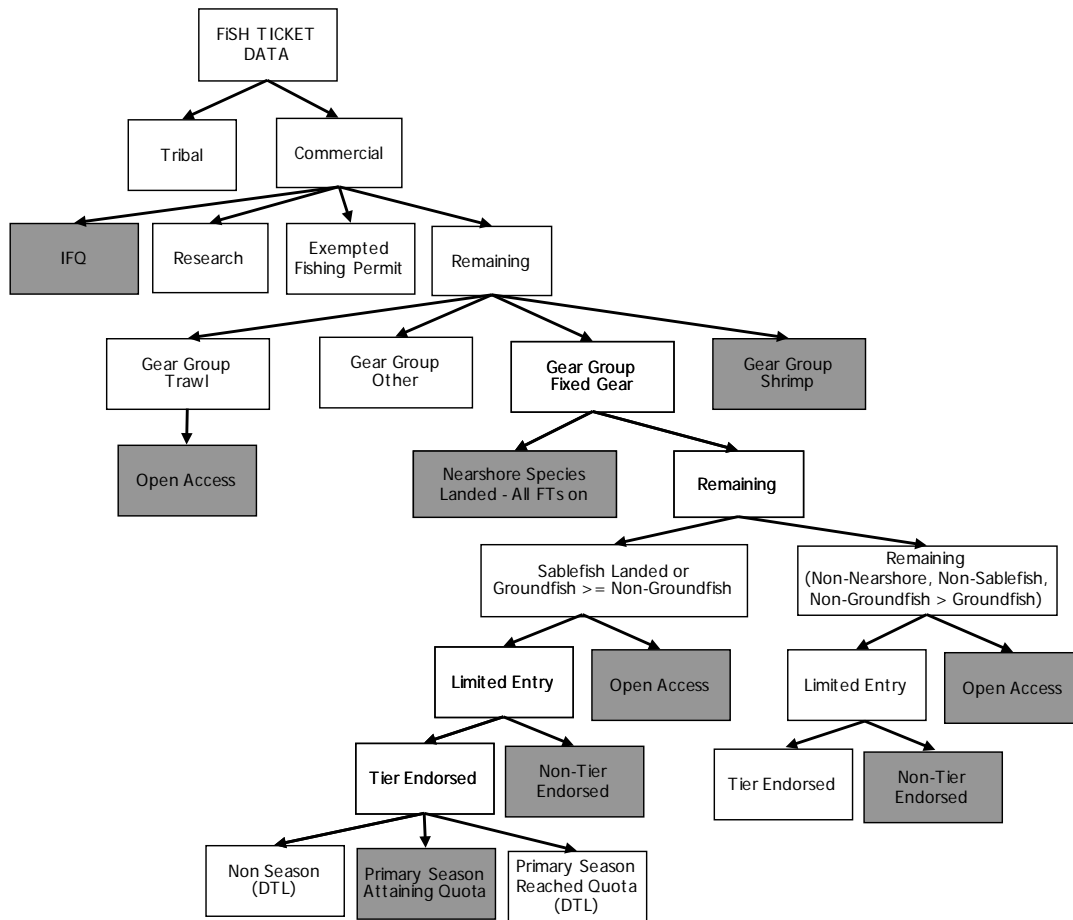 FiSH TICKET
DATA
Tribal
Commercial
IFQ
Research
Exempted
Fishing Permit
Remaining
Gear Group
Trawl
Gear Group
Other
Gear Group
Fixed Gear
Gear Group
Shrimp
Open Access
Nearshore Species
Landed - All FTs on
Remaining
Sablefish Landed or
Groundfish >= Non-Groundfish
Remaining
(Non-Nearshore, Non-Sablefish,
Non-Groundfish > Groundfish)
Limited Entry
Open Access
Limited Entry
Open Access
Tier Endorsed
Non-Tier
Endorsed
Tier Endorsed
Non-Tier
Endorsed
Non Season
(DTL)
Primary Season
Attaining Quota
Primary Season
Reached Quota
(DTL)